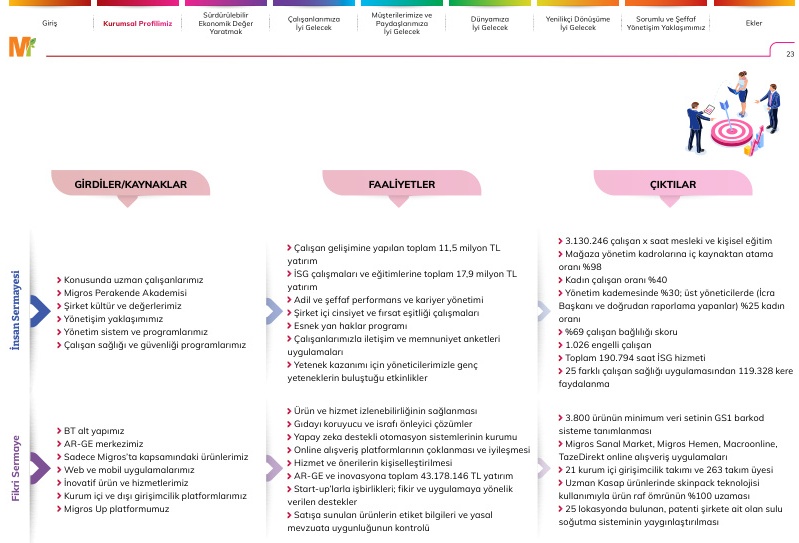 Giriş
Kurumsal Profilimiz
Sürdürülebilir
Ekonomik Değer
Yaratmak
Çalışanlarımıza
İyi Gelecek
Müşterilerimize ve
Paydaşlarımıza
İyi Gelecek
Dünyamıza
İyi Gelecek
Yenilikçi Dönüşüme
İyi Gelecek
Sorumlu ve Şeffaf
Yönetişim Yaklaşımımız
Ekler
M
23
GİRDİLER/KAYNAKLAR
FAALİYETLER
ÇIKTILAR
İnsan Sermayesi
Konusunda uzman çalışanlarımız
Migros Perakende Akademisi
Şirket kültür ve değerlerimiz
Yönetişim yaklaşımımız
Yönetim sistem ve programlarımız
Çalışan sağlığı ve güvenliği programlarımız
Çalışan gelişimine yapılan toplam 11,5 milyon TL
yatırım
İSG çalışmaları ve eğitimlerine toplam 17,9 milyon TL
yatırım
Adil ve şeffaf performans ve kariyer yönetimi
Şirket içi cinsiyet ve fırsat eşitliği çalışmaları
Esnek yan haklar programı
Çalışanlarımızla iletişim ve memnuniyet anketleri
uygulamaları
Yetenek kazanımı için yöneticilerimizle genç
yeteneklerin buluştuğu etkinlikler
3.130.246 çalışan x saat mesleki ve kişisel eğitim
Mağaza yönetim kadrolarına iç kaynaktan atama
oranı %98
Kadın çalışan oranı %40
Yönetim kademesinde %30; üst yöneticilerde (İcra
Başkanı ve doğrudan raporlama yapanlar) %25 kadın
oranı
%69 çalışan bağlılığı skoru
1.026 engelli çalışan
Toplam 190.794 saat İSG hizmeti
25 farklı çalışan sağlığı uygulamasından 119.328 kere
faydalanma
Fikri Sermaye
BT alt yapımız
AR-GE merkezimiz
Sadece Migros’ta kapsamındaki ürünlerimiz
Web ve mobil uygulamalarımız
İnovatif ürün ve hizmetlerimiz
Kurum içi ve dışı girişimcilik platformlarımız
Migros Up platformumuz
Ürün ve hizmet izlenebilirliğinin sağlanması
Gıdayı koruyucu ve israfı önleyici çözümler
Yapay zeka destekli otomasyon sistemlerinin kurumu
Online alışveriş platformlarının çoklanması ve iyileşmesi
Hizmet ve önerilerin kişiselleştirilmesi
AR-GE ve inovasyona toplam 43.178.146 TL yatırım
Start-up’larla işbirlikleri; fikir ve uygulamaya yönelik
verilen destekler
Satışa sunulan ürünlerin etiket bilgileri ve yasal
mevzuata uygunluğunun kontrolü
3.800 ürünün minimum veri setinin GS1 barkod
sisteme tanımlanması
Migros Sanal Market, Migros Hemen, Macroonline,
TazeDirekt online alışveriş uygulamaları
21 kurum içi girişimcilik takımı ve 263 takım üyesi
Uzman Kasap ürünlerinde skinpack teknolojisi
kullanımıyla ürün raf ömrünün %100 uzaması
25 lokasyonda bulunan, patenti şirkete ait olan sulu
soğutma sisteminin yaygınlaştırılması